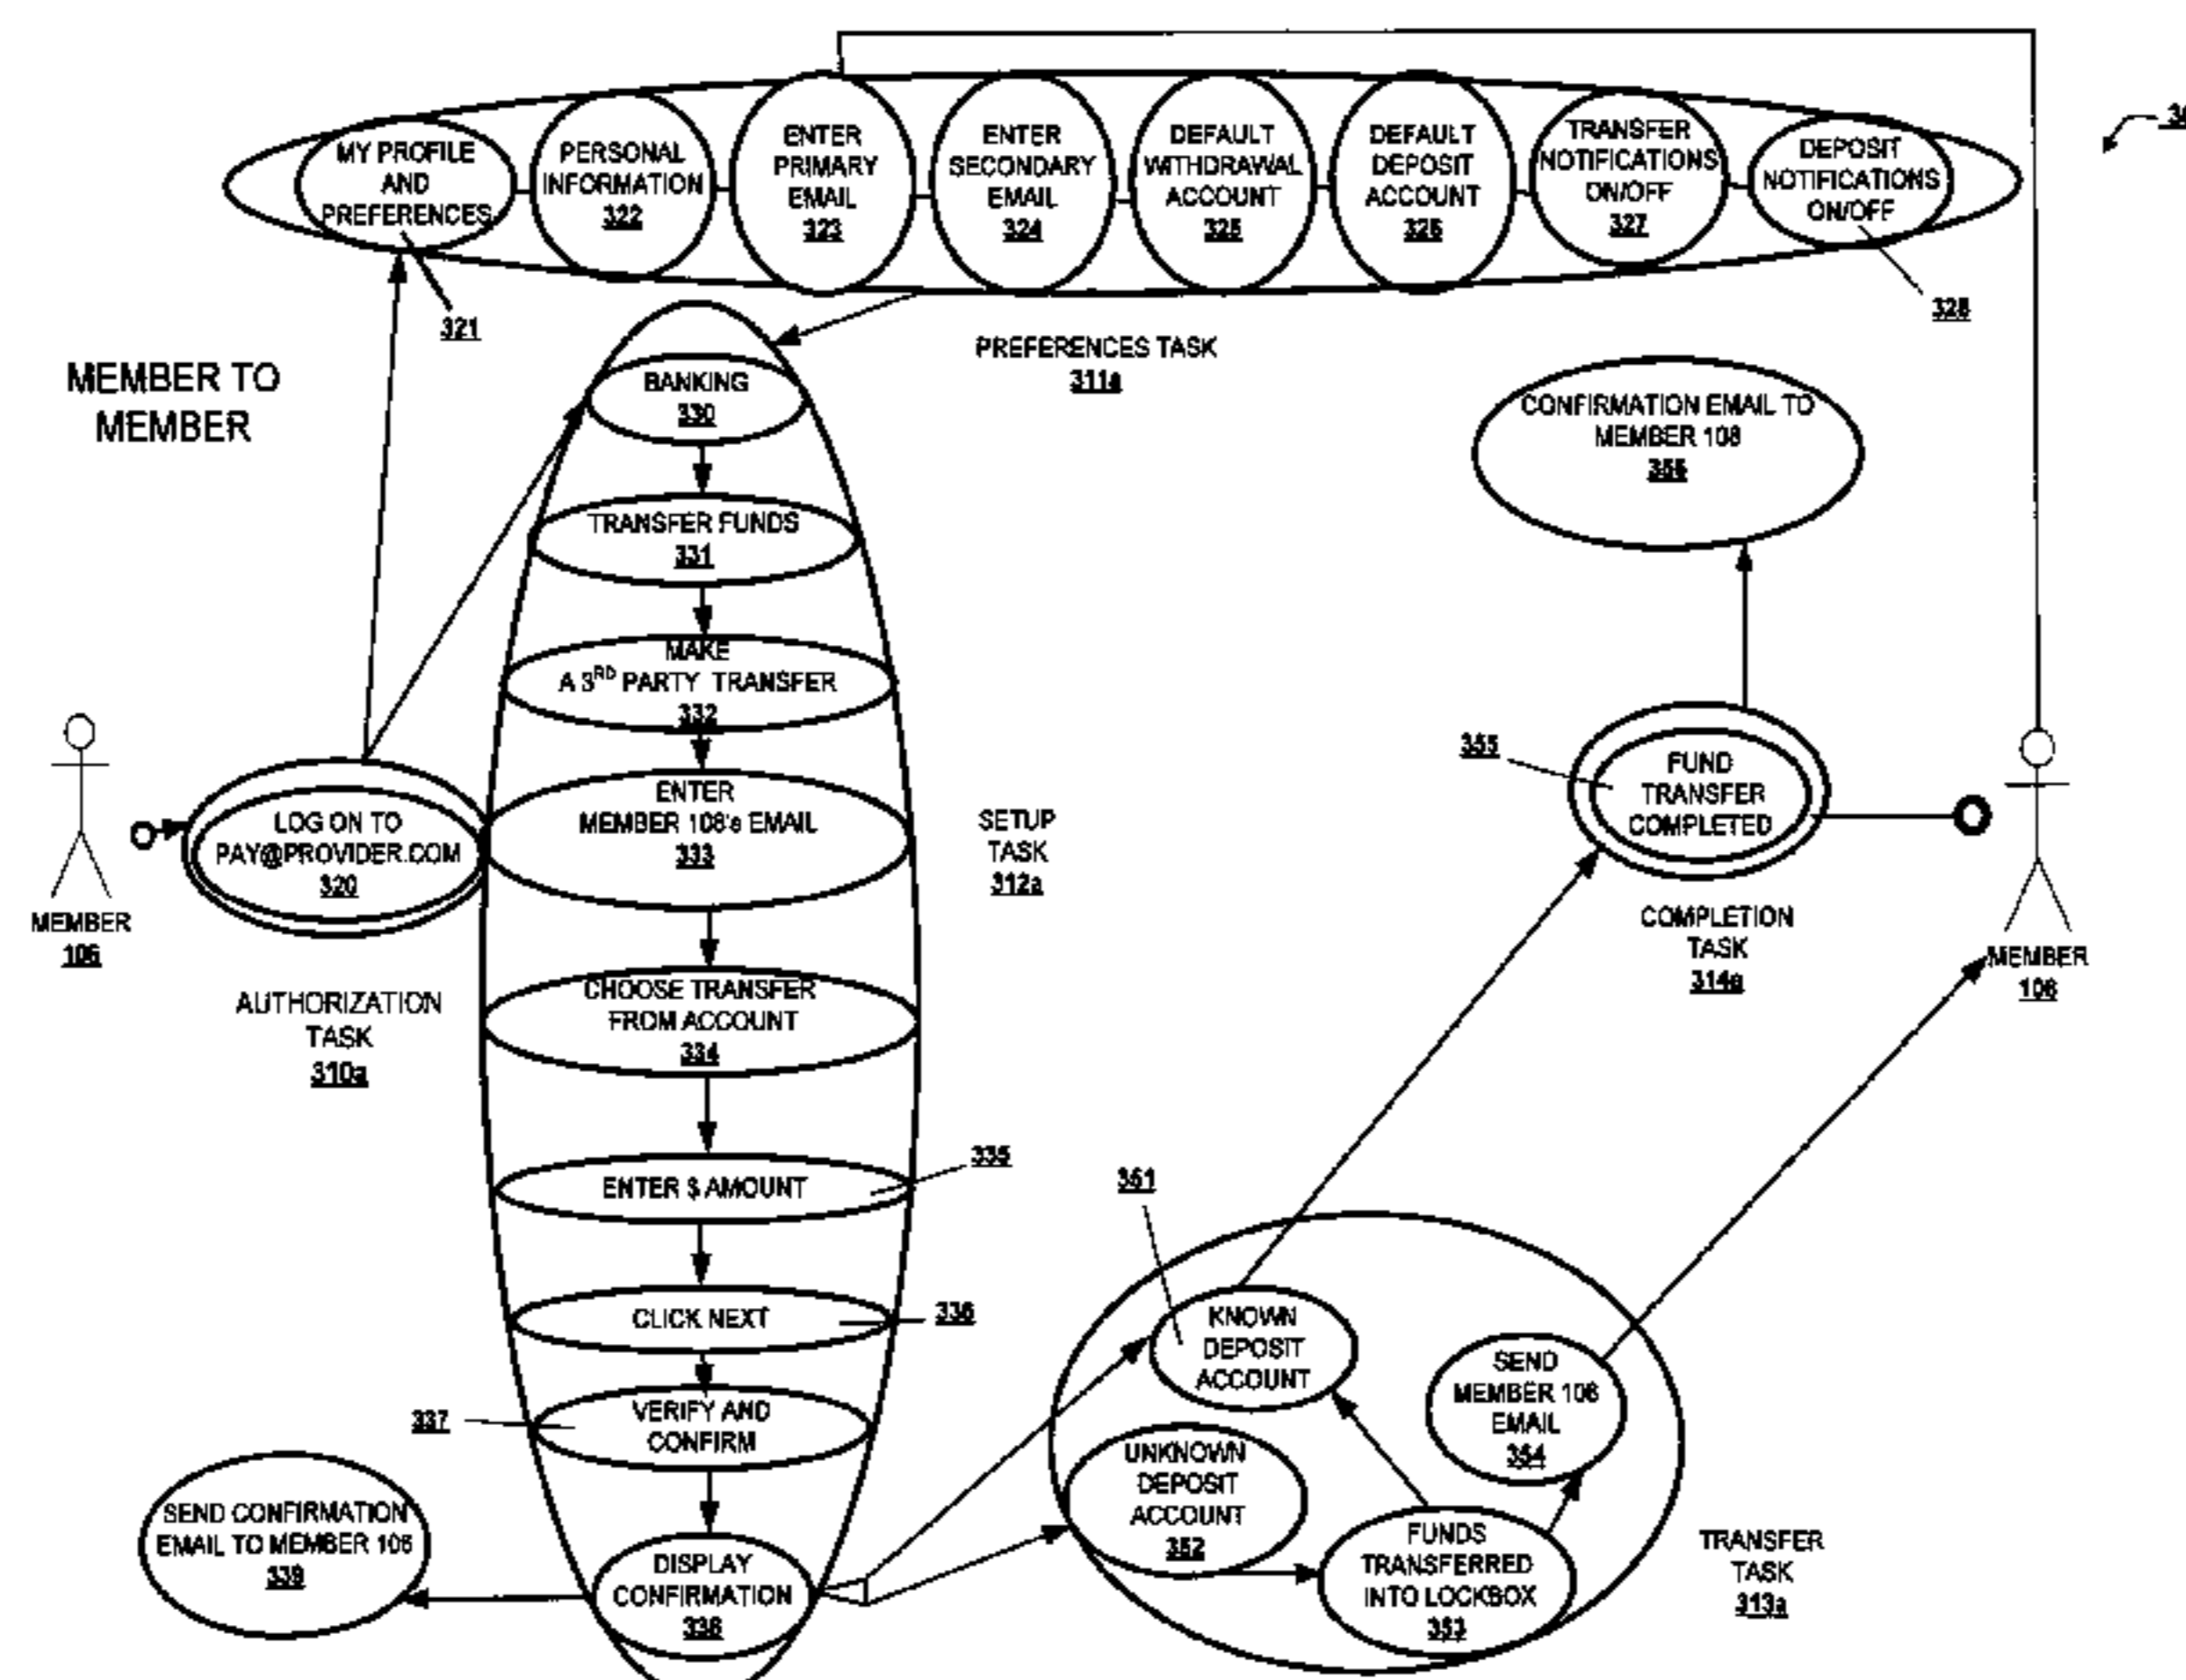 MY PROFILE
AND
PREFERENCES
321
PERSONAL
INFORMATION
322
ENTER
PRIMARY
EMAIL
323
ENTER
SECONDARY
EMAIL
324
DEFAULT
WITHDRAWAL
ACCOUNT
325
DEFAULT
DEPOSIT
ACCOUNT
326
TRANSFER
NOTIFICATIONS
ON/OFF
327
DEPOSIT
NOTIFICATIONS
ON/OFF
328
PREFERENCES TASK
311a
MEMBER TO
MEMBER
BANKING
330
TRANSFER FUNDS
331
MAKE
A 3RD PARTY TRANSFER
332
ENTER
MEMBER 108's EMAIL
333
SETUP
TASK
312a
CHOOSE TRANSFER
FROM ACCOUNT
334
ENTER $ AMOUNT
335
CLICK NEXT
336
VERIFY AND
CONFIRM
337
DISPLAY
CONFIRMATION
338
SEND CONFIRMATION
EMAIL TO MEMBER 106
339
MEMBER
106
LOG ON TO
PAY@PROVIDER.COM
320
AUTHORIZATION
TASK
310a
CONFIRMATION EMAIL TO
MEMBER 108
356
355
FUND
TRANSFER
COMPLETED
COMPLETION
TASK
314a
MEMBER
108
351
KNOWN
DEPOSIT
ACCOUNT
UNKNOWN
DEPOSIT
ACCOUNT
352
SEND
MEMBER 108
EMAIL
354
FUNDS
TRANSFERRED
INTO LOCKBOX
353
TRANSFER
TASK
313a